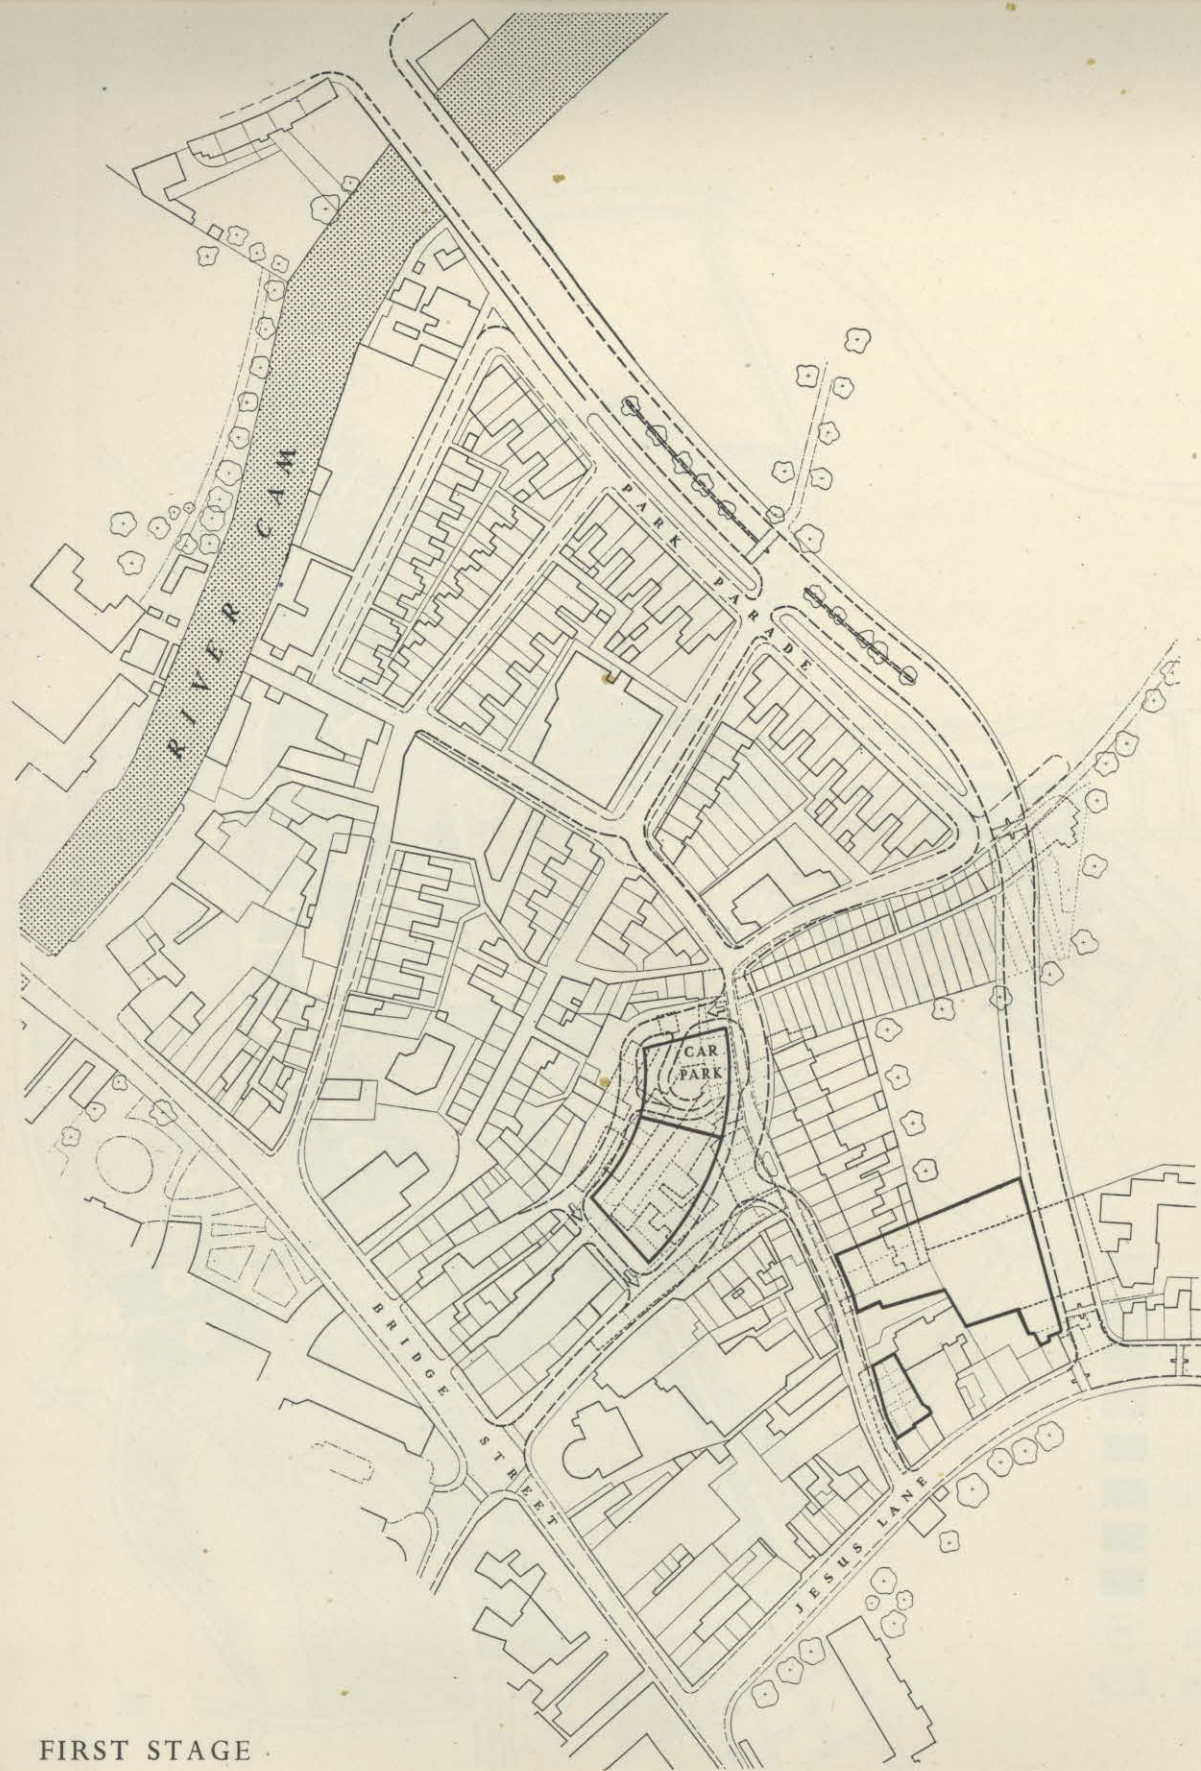 RIVER CAM
PARK PARADE
CAR
PARK
BRIDGE STREET
JESUS LANE
FIRST STAGE